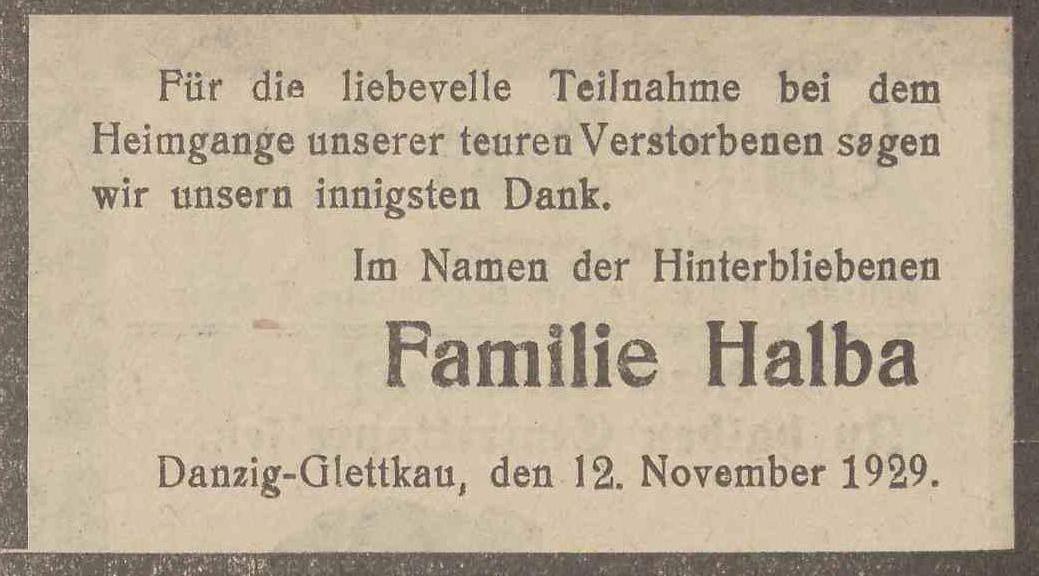 Für die liebevelle Teilnahme bei dem
Heimgange unserer teuren Verstorbenen sagen
wir unsern innigsten Dank.
Im Namen der Hinterbliebenen
Familie Halba
Danzig-Glettkau, den 12. November 1929.